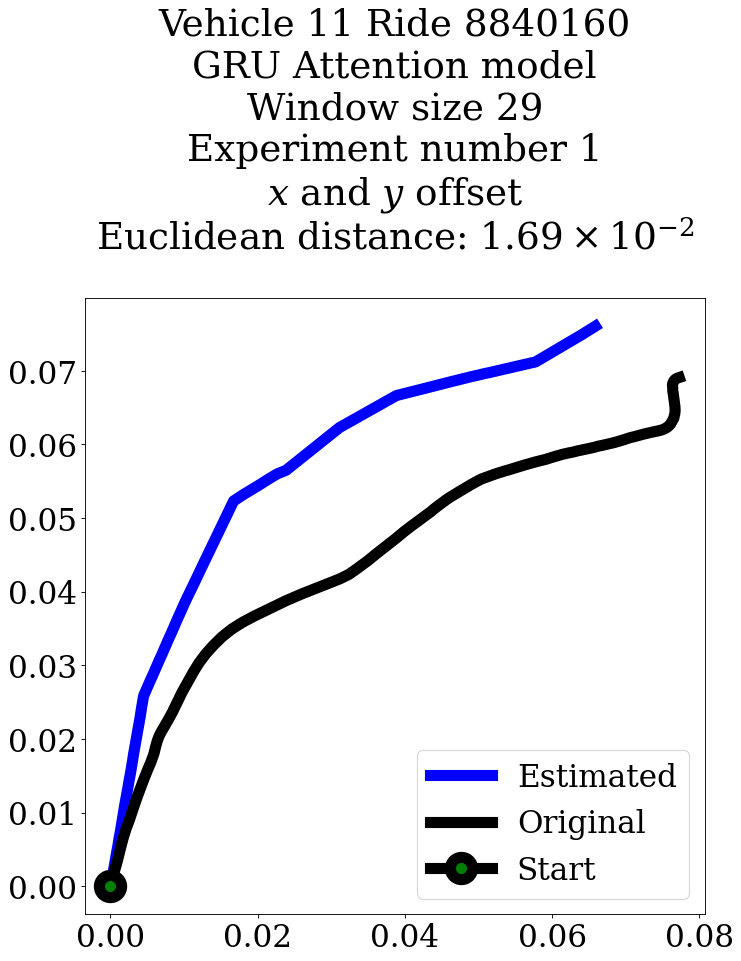 Vehicle 11 Ride 8840160
GRU Attention model
Window size 29
Experiment number 1
x and y offset
Euclidean distance: 1.69 × 10⁻²
0.07
0.06
0.05
0.04
0.03
0.02
0.01
0.00
Estimated
Original
Start
0.00 0.02 0.04 0.06 0.08